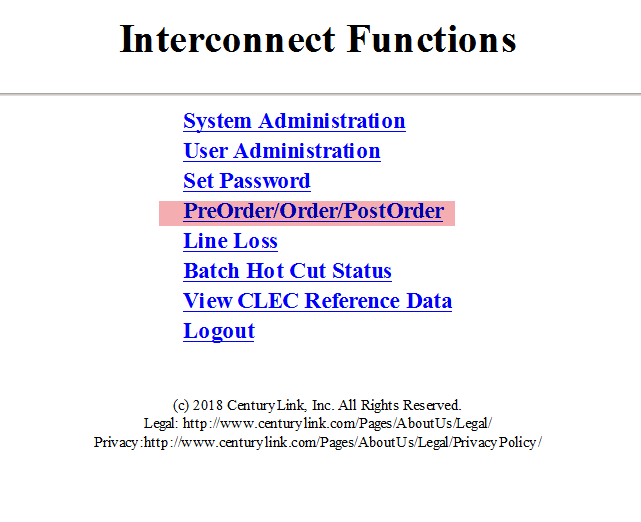 Interconnect Functions
System Administration
User Administration
Set Password
PreOrder/Order/PostOrder
Line Loss
Batch Hot Cut Status
View CLEC Reference Data
Logout
(c) 2018 CenturyLink, Inc. All Rights Reserved.
Legal: http://www.centurylink.com/Pages/AboutUs/Legal/
Privacy:http://www.centurylink.com/Pages/AboutUs/Legal/PrivacyPolicy/